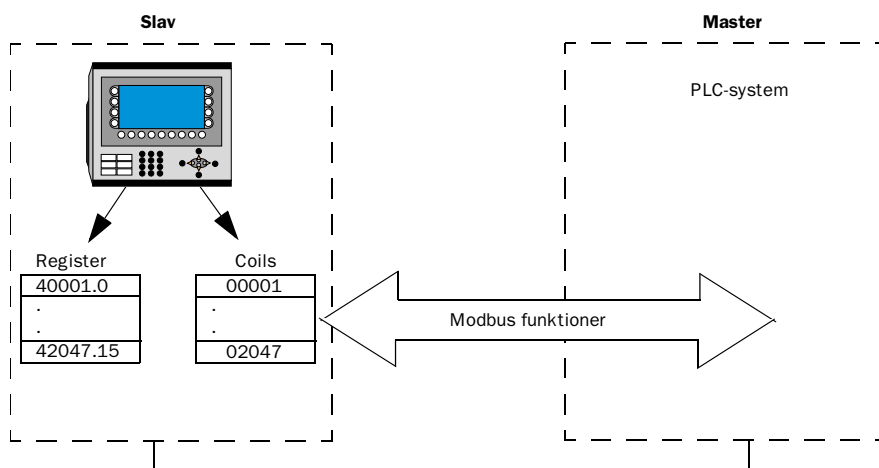 Slav
Master
PLC-system
Register
Coils
40001.0
.
.
42047.15
00001
.
.
02047
Modbus funktioner